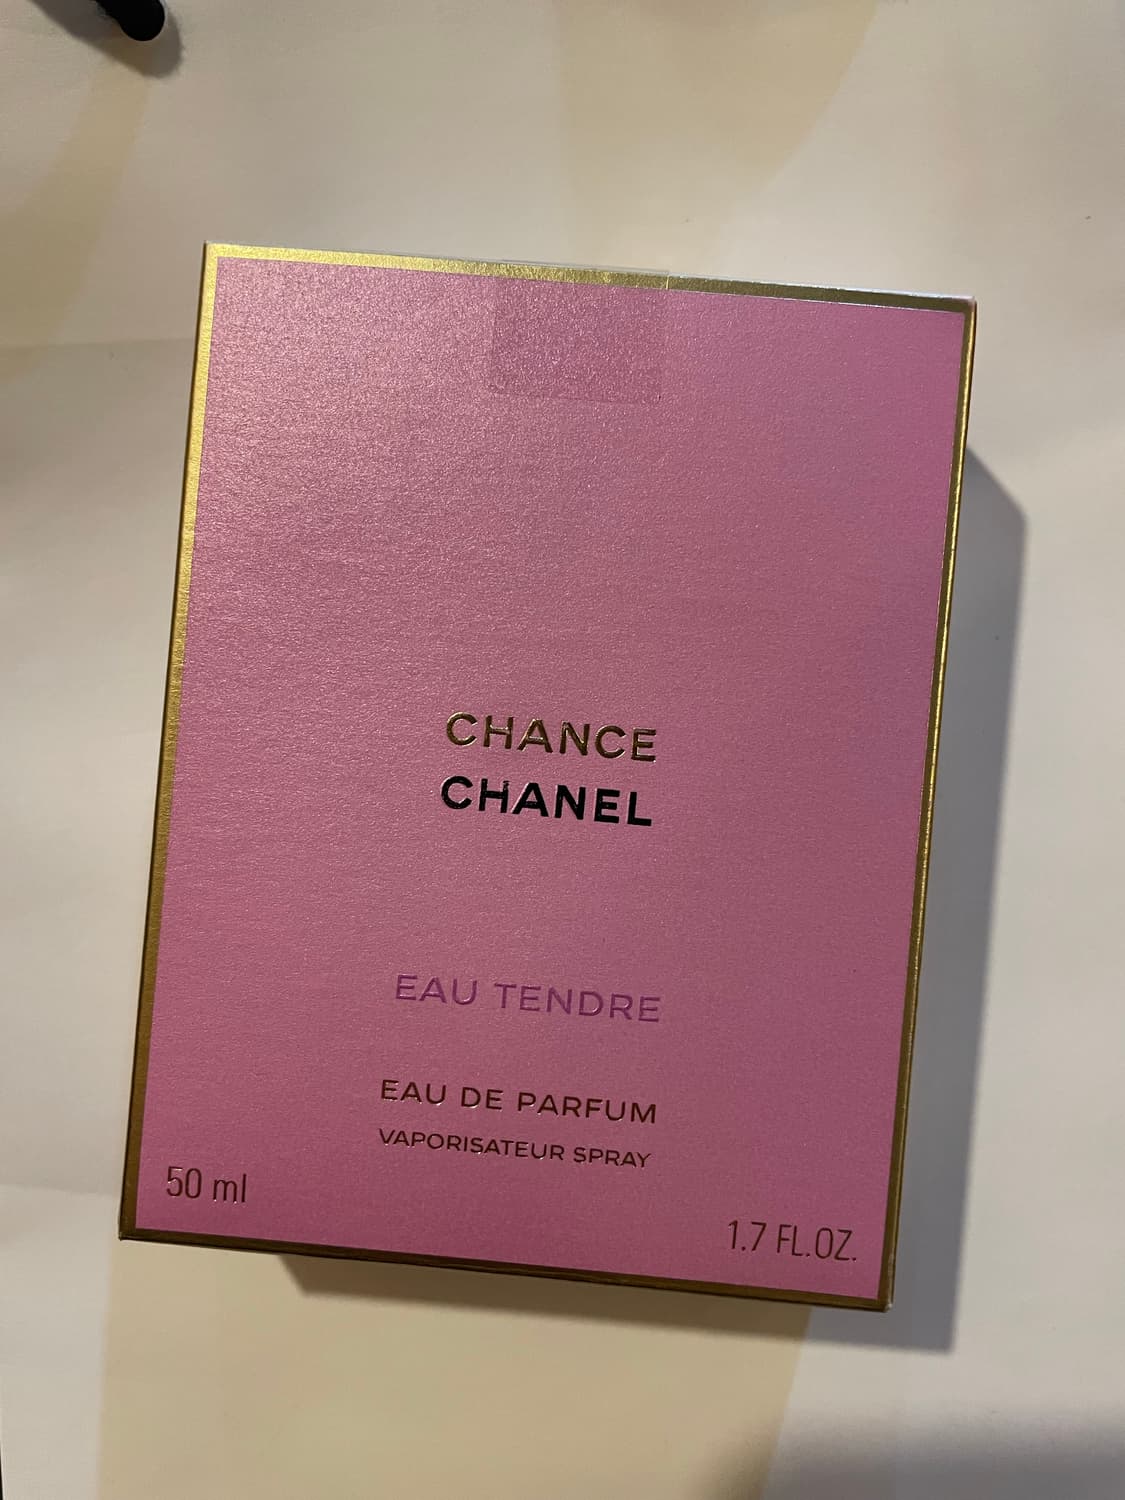 CHANCE
CHANEL
EAU TENDRE
EAU DE PARFUM
VAPORISATEUR SPRAY
50 ml
1.7 FL.OZ.